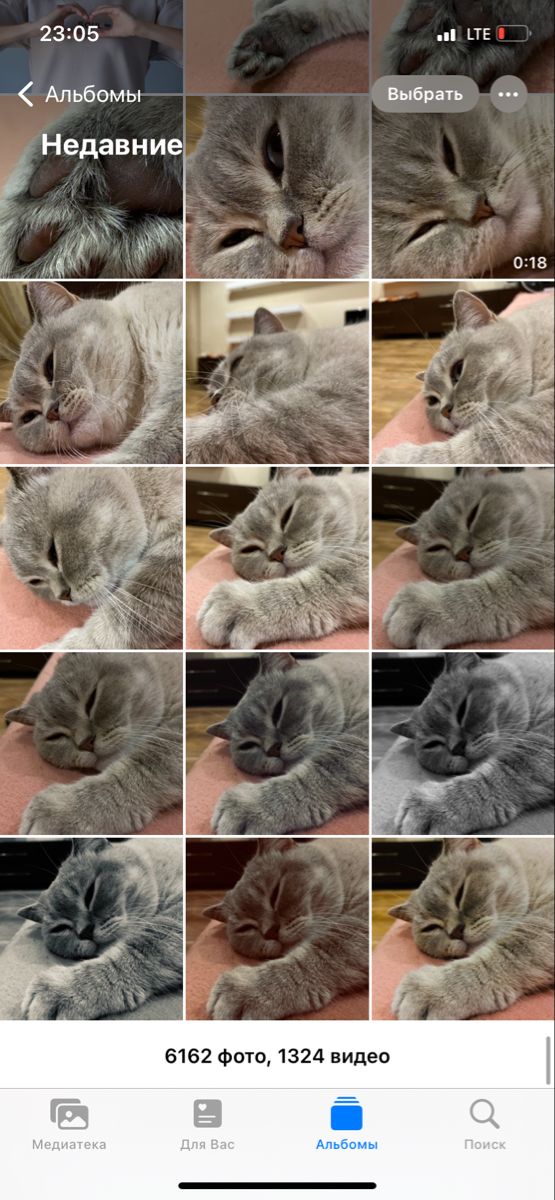 23:05
LTE
Альбомы
Выбрать
Недавние
0:18
6162 фото, 1324 видео
Медиатека
Для Вас
Альбомы
Поиск